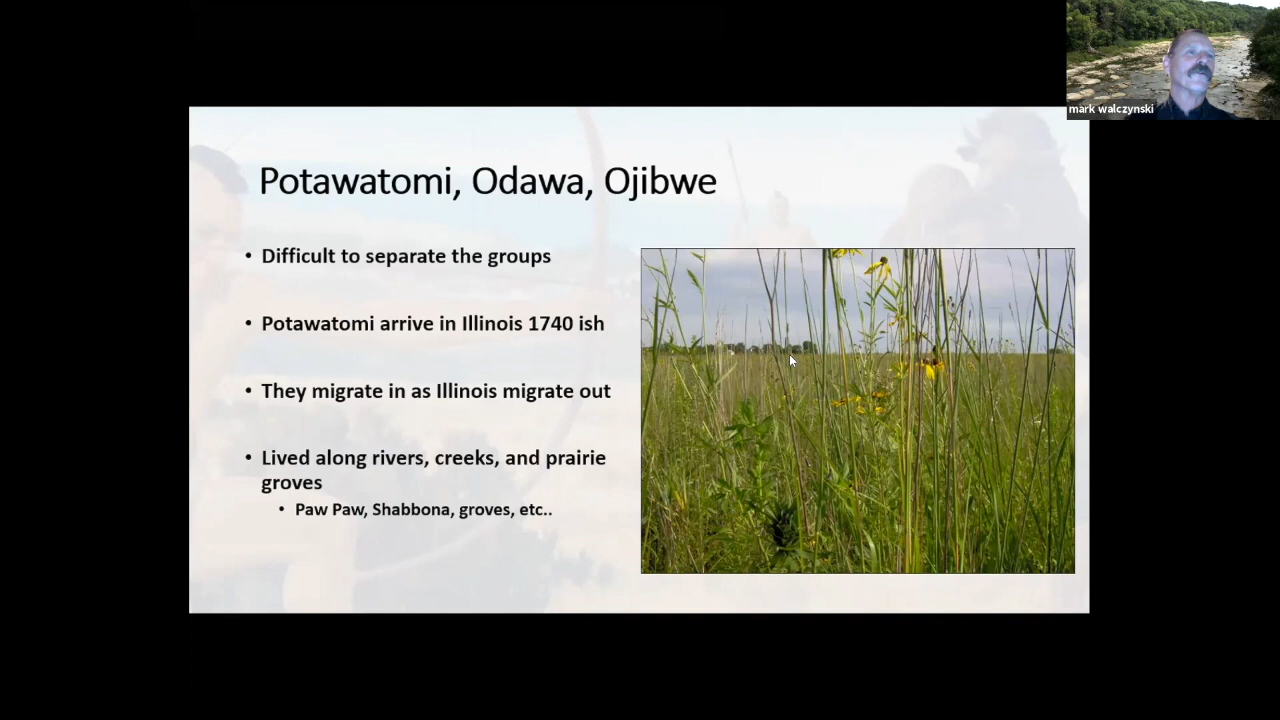 mark walczynski
Potawatomi, Odawa, Ojibwe
• Difficult to separate the groups
• Potawatomi arrive in Illinois 1740 ish
• They migrate in as Illinois migrate out
• Lived along rivers, creeks, and prairie
groves
• Paw Paw, Shabbona, groves, etc..